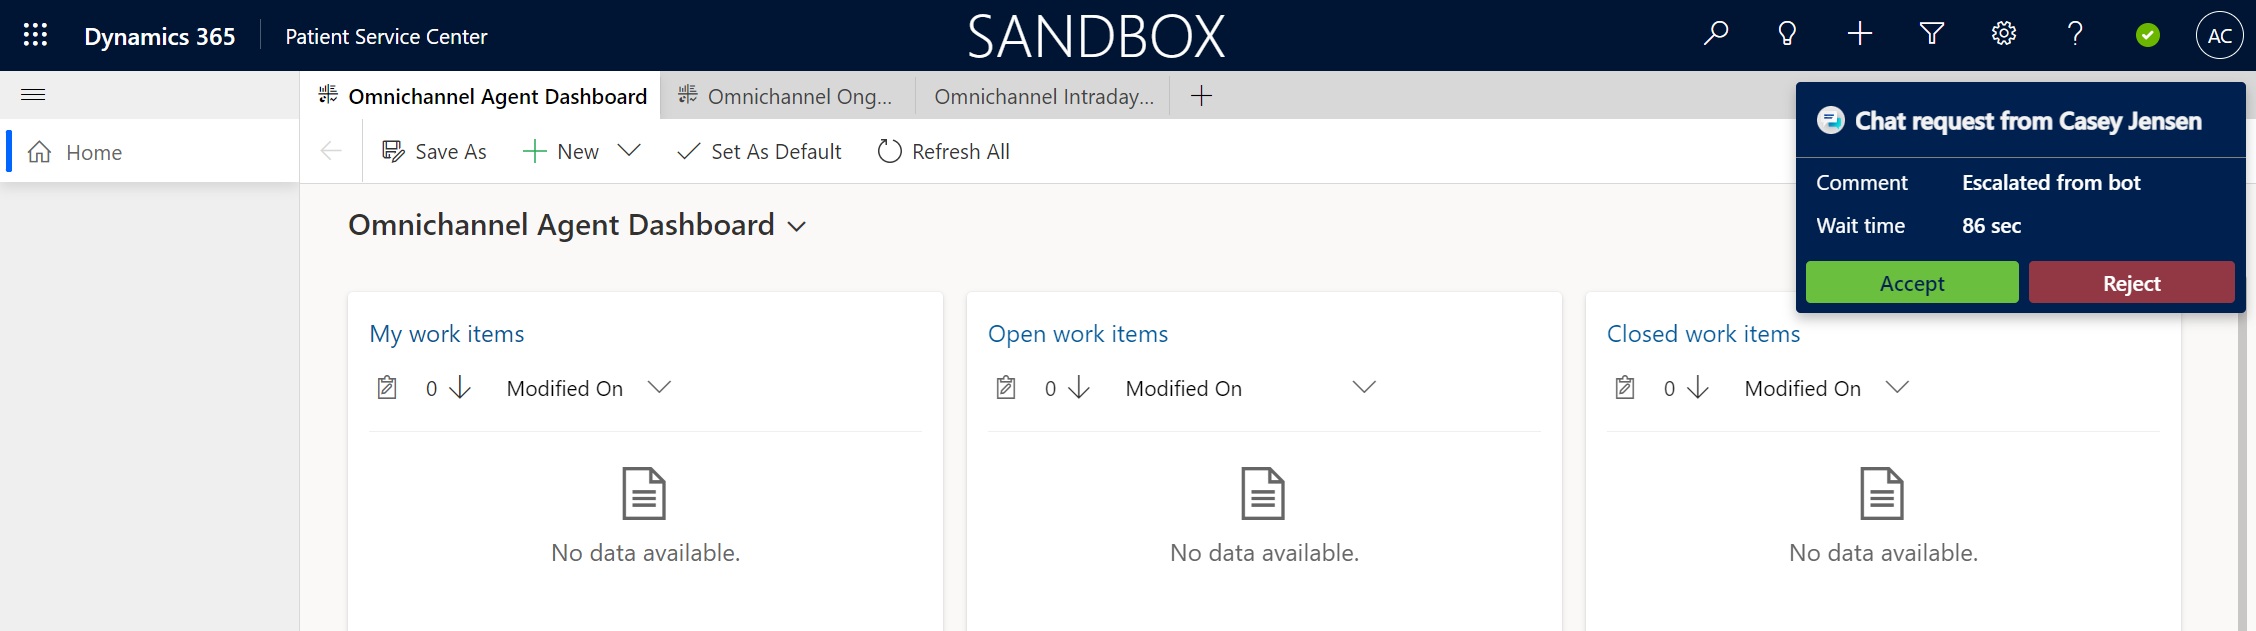 Dynamics 365
Patient Service Center
SANDBOX
AC
Omnichannel Agent Dashboard
Omnichannel Ong...
Omnichannel Intraday...
Home
Save As
New
Set As Default
Refresh All
Chat request from Casey Jensen
Comment Escalated from bot
Wait time 86 sec
Accept Reject
Omnichannel Agent Dashboard
My work items
0 Modified On
No data available.
Open work items
0 Modified On
No data available.
Closed work items
0 Modified On
No data available.